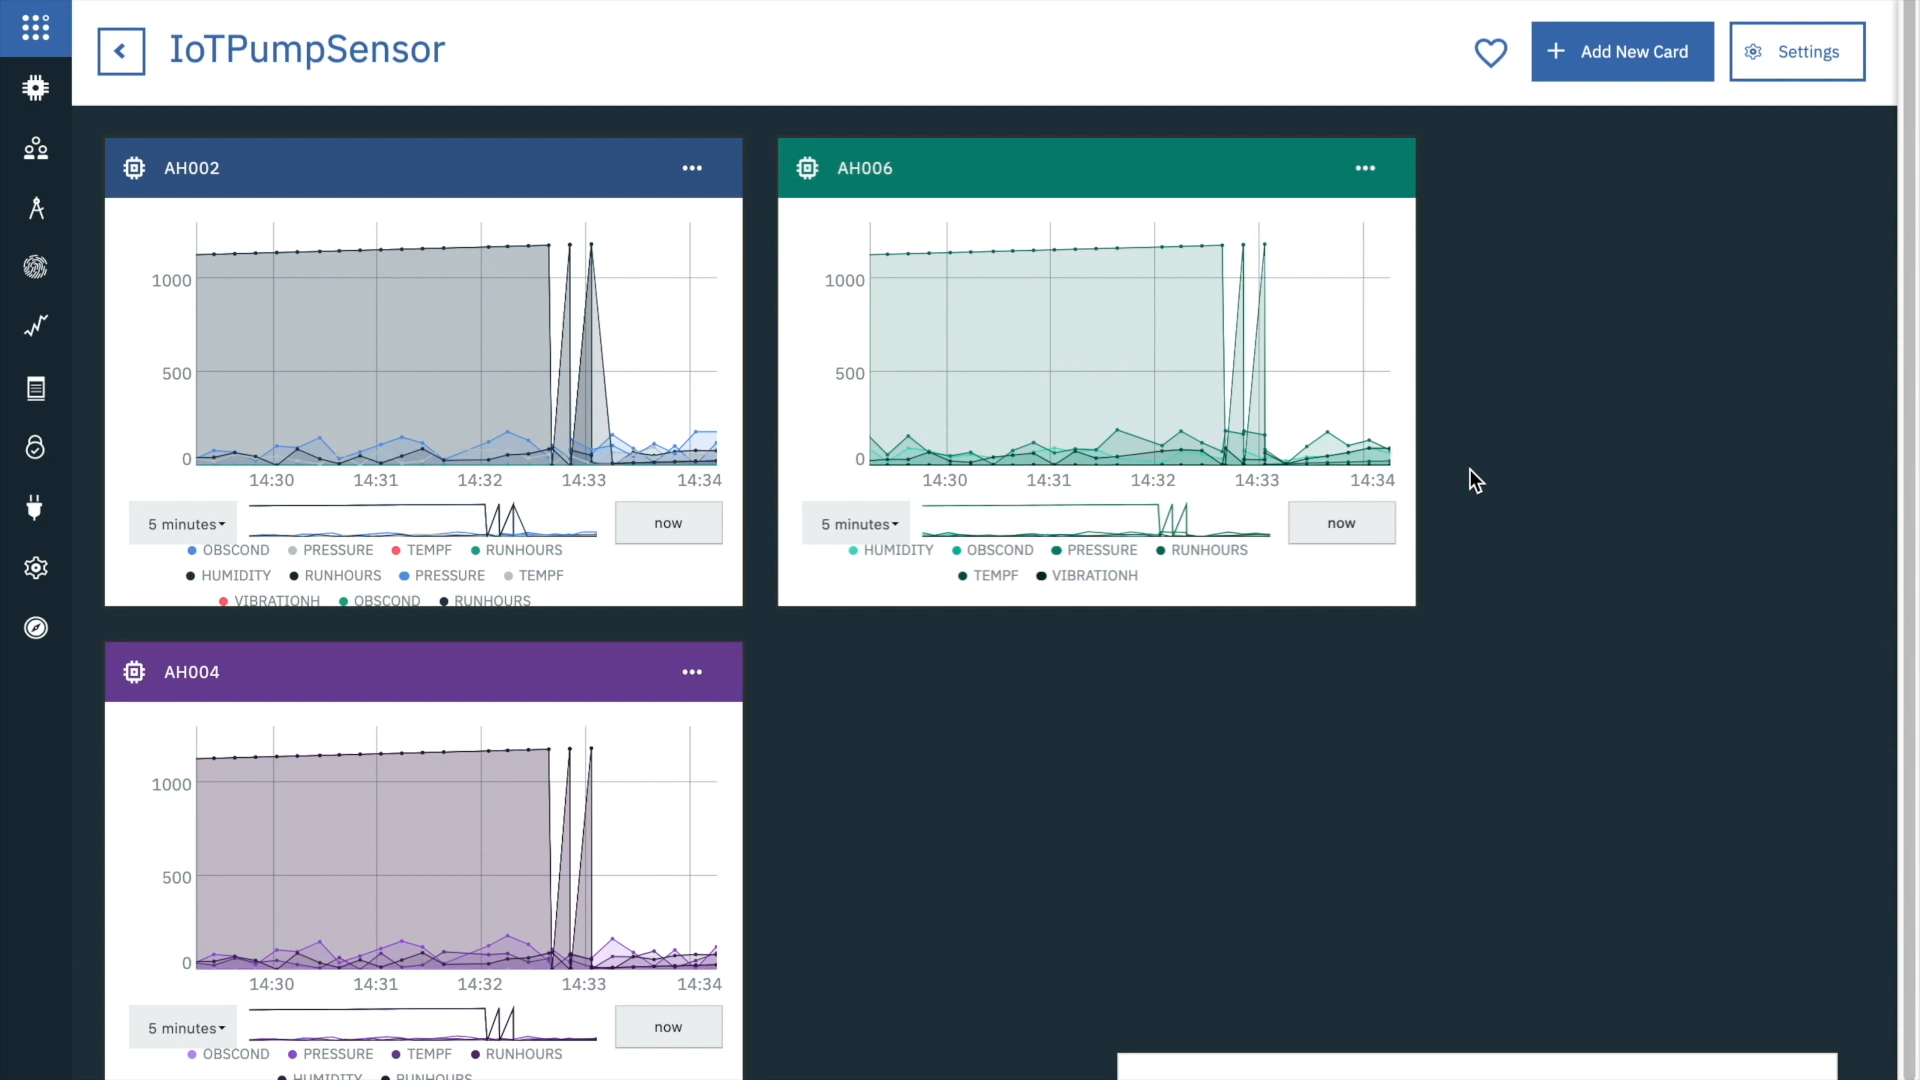 IoTPumpSensor
Add New Card
Settings
AH002
1000
500
0
14:30 14:31 14:32 14:33 14:34
5 minutes
now
OBSCOND PRESSURE TEMPF RUNHOURS
HUMIDITY RUNHOURS PRESSURE TEMPF
VIBRATIONH OBSCOND RUNHOURS
AH006
1000
500
0
14:30 14:31 14:32 14:33 14:34
5 minutes
now
HUMIDITY OBSCOND PRESSURE RUNHOURS
TEMPF VIBRATIONH
AH004
1000
500
0
14:30 14:31 14:32 14:33 14:34
5 minutes
now
OBSCOND PRESSURE TEMPF RUNHOURS
HUMIDITY RUNHOURS